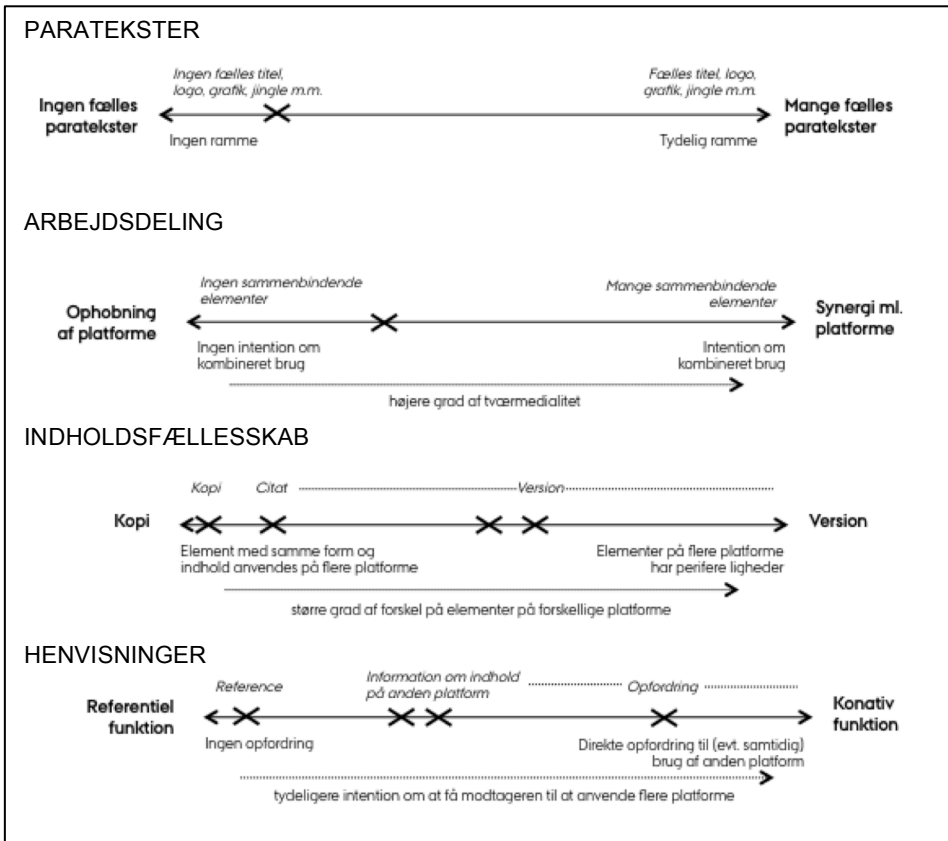 PARATEKSTER
Ingen fælles titel,
logo, grafik, jingle m.m.
Fælles titel, logo,
grafik, jingle m.m.
Ingen fælles
paratekster
Mange fælles
paratekster
Ingen ramme
Tydelig ramme
ARBEJDSDELING
Ingen sammenbindende
elementer
Mange sammenbindende
elementer
Ophobning
af platforme
Synergi ml.
platforme
Ingen intention om
kombineret brug
Intention om
kombineret brug
højere grad af tværmedialitet
INDHOLDSFÆLLESSKAB
Kopi
Citat
Version
Kopi
Version
Element med samme form og
indhold anvendes på flere platforme
Elementer på flere platforme
har perifere ligheder
større grad af forskel på elementer på forskellige platforme
HENVISNINGER
Reference
Information om indhold
på anden platform
Opfordring
Referentiel
funktion
Konativ
funktion
Ingen opfordring
Direkte opfordring til (evt. samtidig)
brug af anden platform
tydeligere intention om at få modtageren til at anvende flere platforme